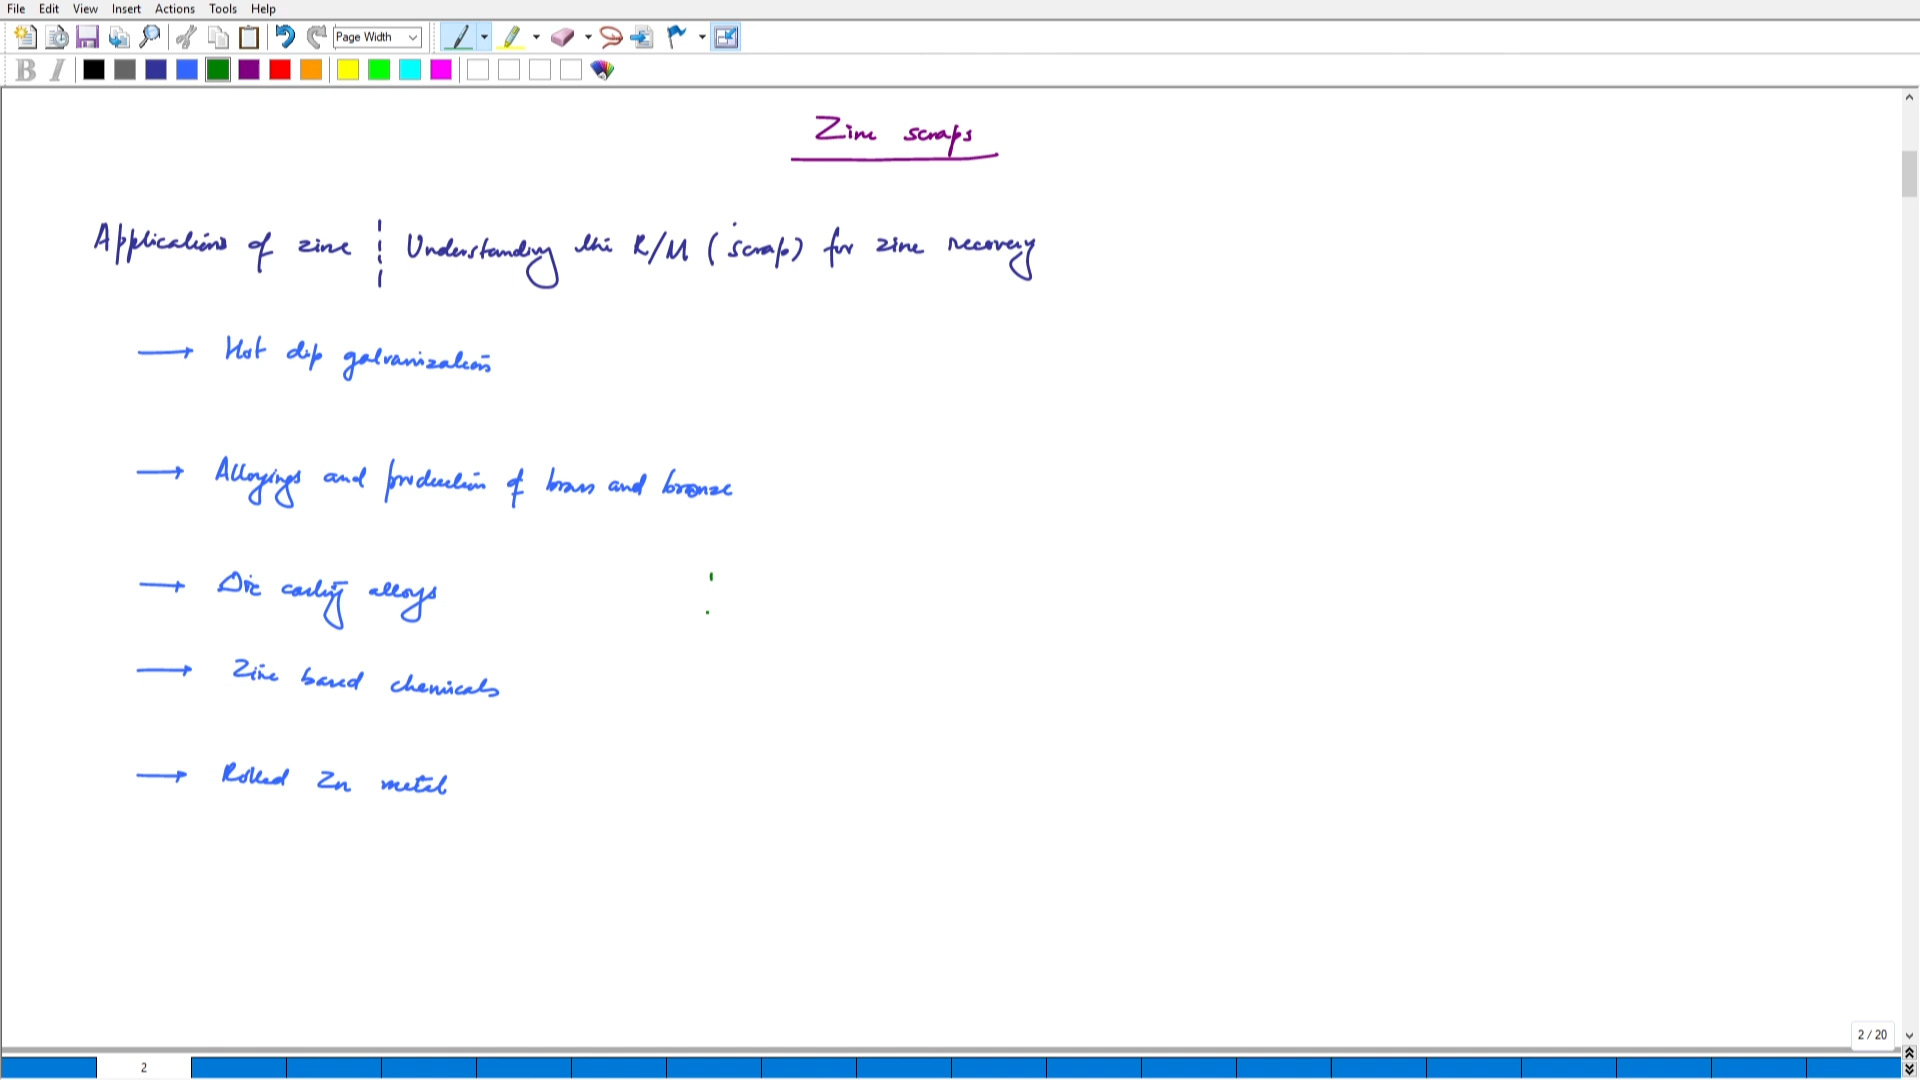 File Edit View Insert Actions Tools Help
Page Width
B I
Zinc scraps
Applications of zinc ¦ Understanding the R/M (scrap) for zinc recovery
→ Hot dip galvanization
→ Alloyings and production of brass and bronze
→ Die casting alloys
→ Zinc based chemicals
→ Rolled Zn metal
2 / 20
2